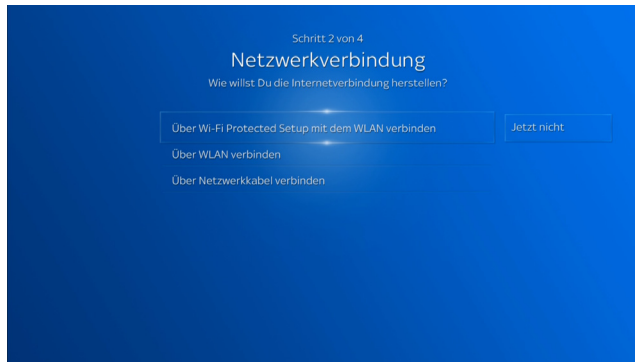 Schritt 2 von 4
Netzwerkverbindung
Wie willst Du die Internetverbindung herstellen?
Über Wi-Fi Protected Setup mit dem WLAN verbinden
Jetzt nicht
Über WLAN verbinden
Über Netzwerkkabel verbinden